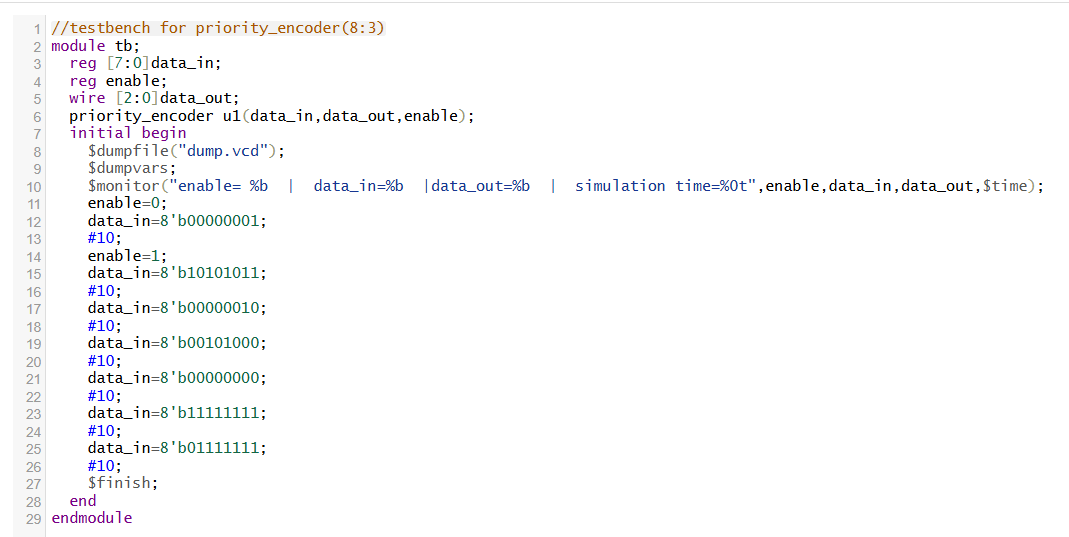 1 //testbench for priority_encoder(8:3)
2 module tb;
3 reg [7:0]data_in;
4 reg enable;
5 wire [2:0]data_out;
6 priority_encoder u1(data_in,data_out,enable);
7 initial begin
8 $dumpfile("dump.vcd");
9 $dumpvars;
10 $monitor("enable= %b  |  data_in=%b  |data_out=%b  |  simulation time=%0t",enable,data_in,data_out,$time);
11 enable=0;
12 data_in=8'b00000001;
13 #10;
14 enable=1;
15 data_in=8'b10101011;
16 #10;
17 data_in=8'b00000010;
18 #10;
19 data_in=8'b00101000;
20 #10;
21 data_in=8'b00000000;
22 #10;
23 data_in=8'b11111111;
24 #10;
25 data_in=8'b01111111;
26 #10;
27 $finish;
28 end
29 endmodule